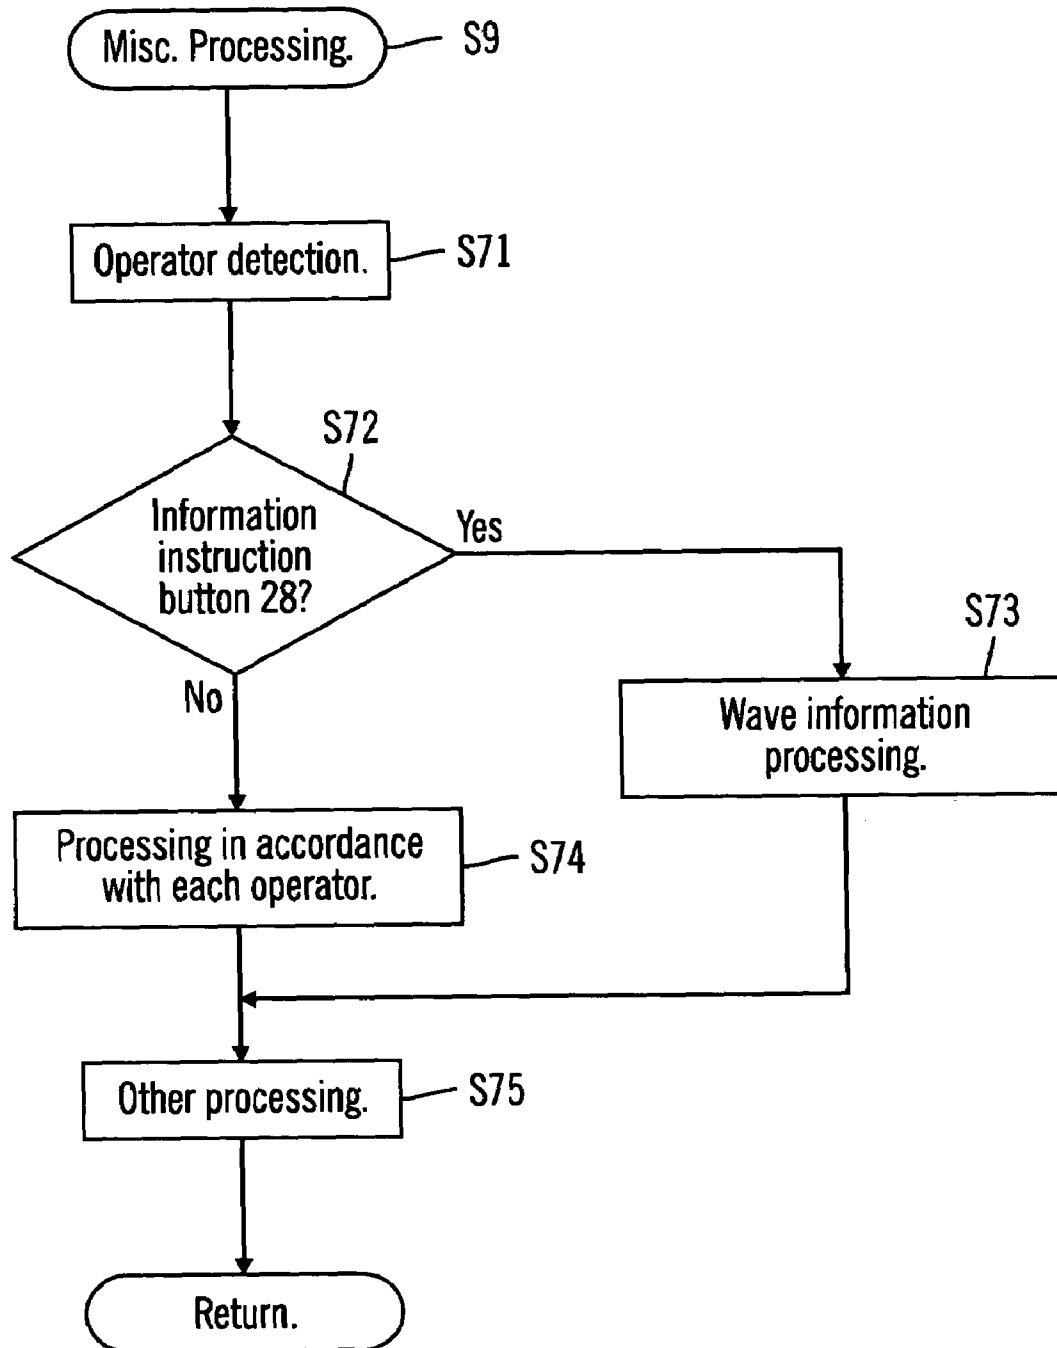 Misc. Processing.
S9
Operator detection.
S71
S72
Information
instruction
button 28?
Yes
No
S73
Wave information
processing.
Processing in accordance
with each operator.
S74
Other processing.
S75
Return.